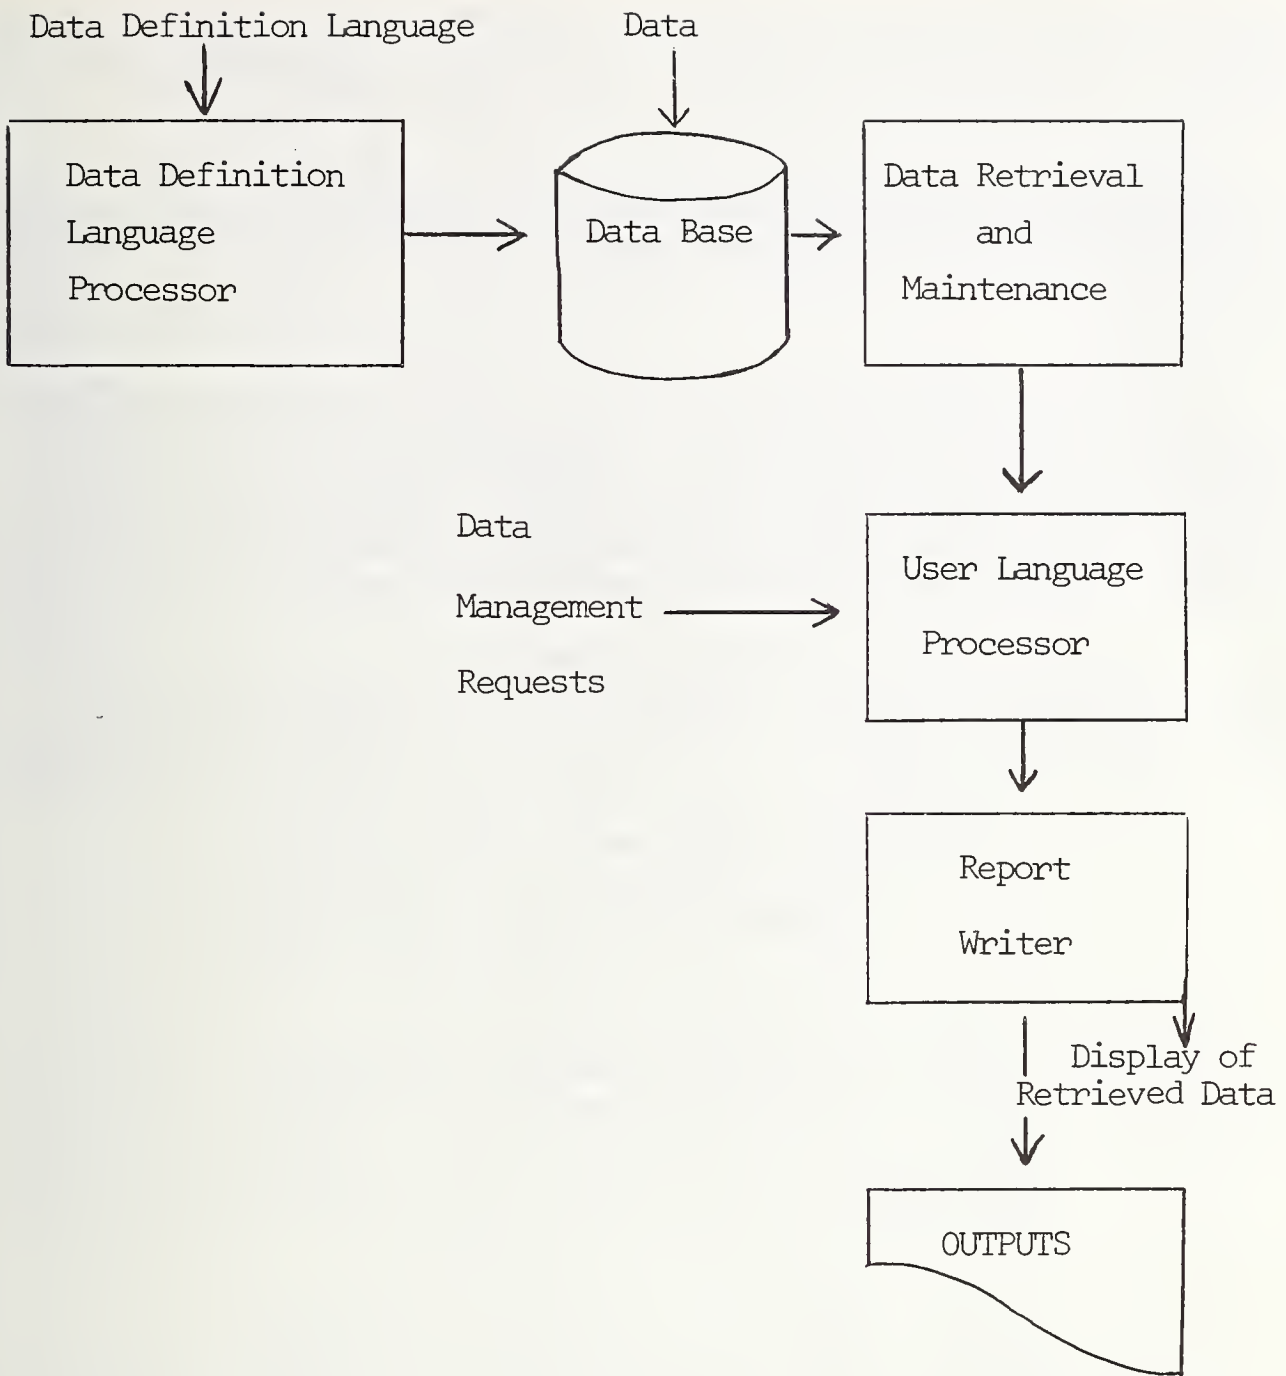 Data Definition Language
Data
Data Definition
Language
Processor
Data Base
Data Retrieval
and
Maintenance
Data
Management
Requests
User Language
Processor
Report
Writer
Display of
Retrieved Data
OUTPUTS